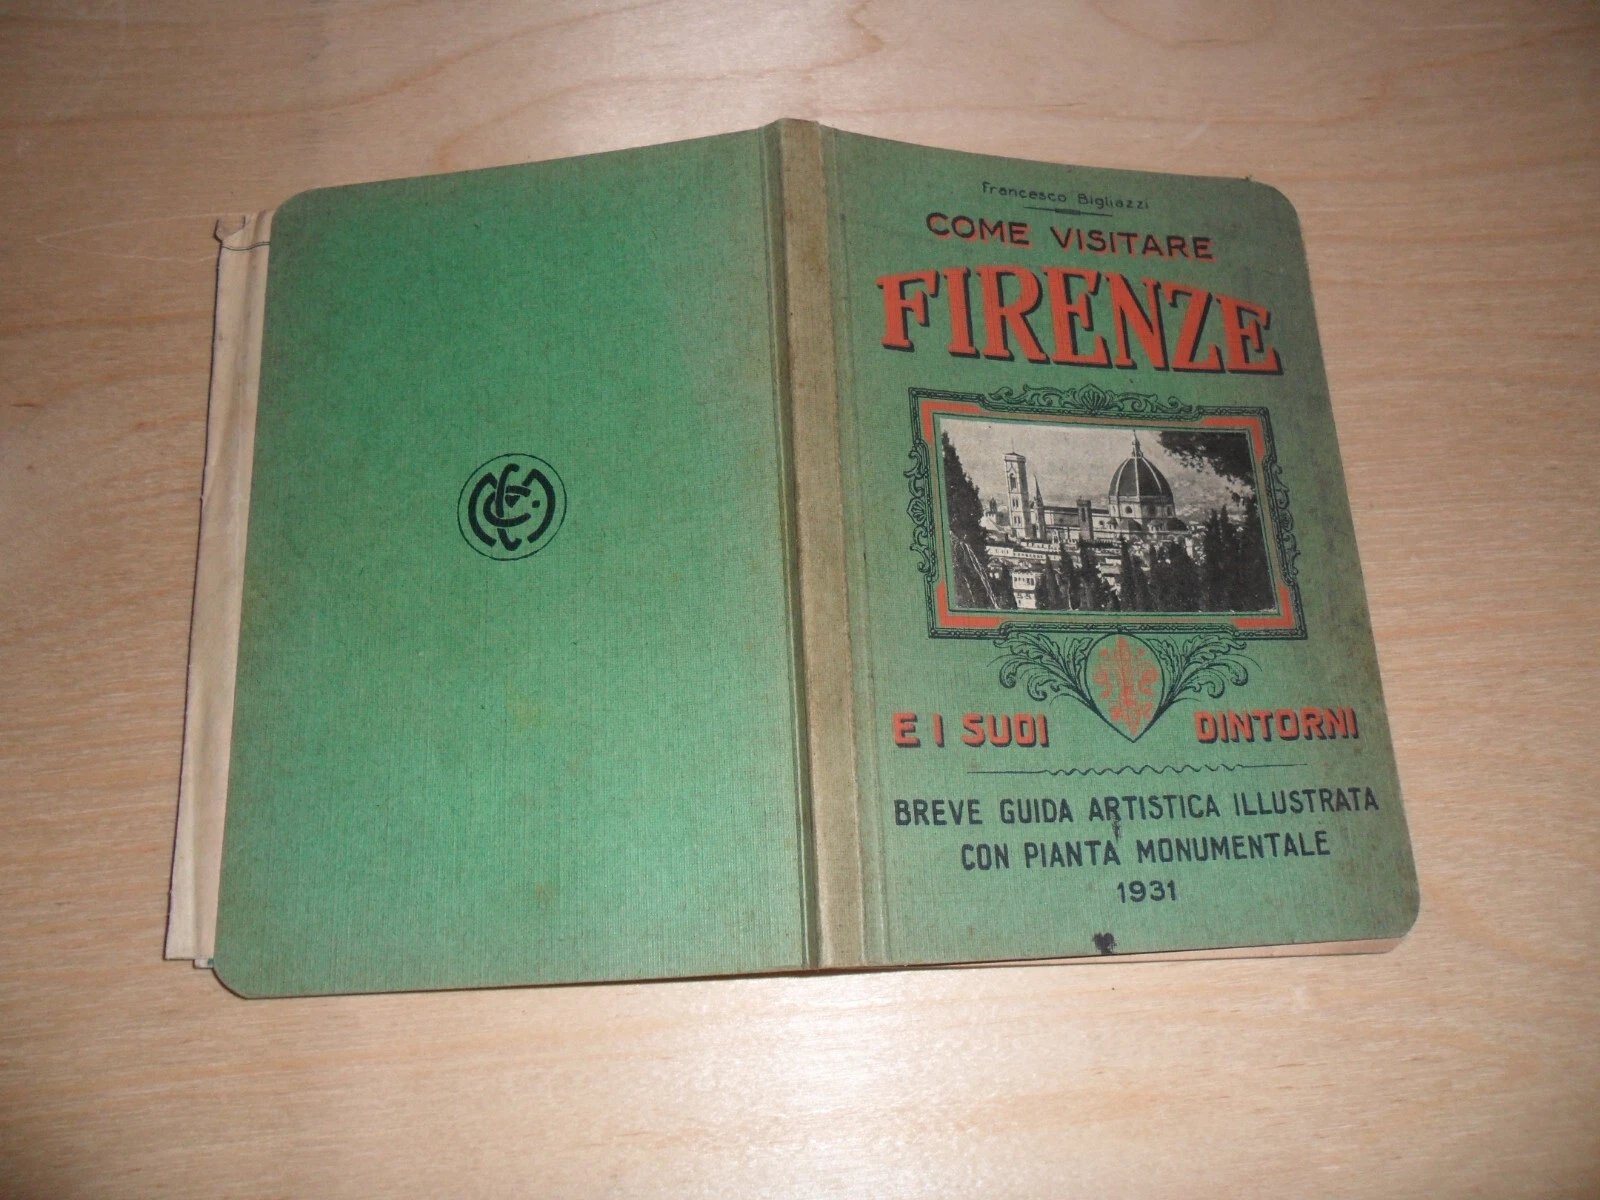 Francesco Bigliazzi
COME VISITARE
FIRENZE
E I SUOI DINTORNI
BREVE GUIDA ARTISTICA ILLUSTRATA
CON PIANTA MONUMENTALE
1931